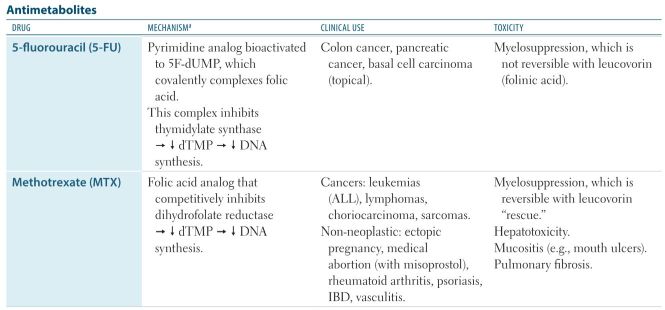 Antimetabolites
DRUG MECHANISMª CLINICAL USE TOXICITY
5-fluorouracil (5-FU)
Pyrimidine analog bioactivated
to 5F-dUMP, which
covalently complexes folic
acid.
This complex inhibits
thymidylate synthase
→ ↓ dTMP → ↓ DNA
synthesis.
Colon cancer, pancreatic
cancer, basal cell carcinoma
(topical).
Myelosuppression, which is
not reversible with leucovorin
(folinic acid).
Methotrexate (MTX)
Folic acid analog that
competitively inhibits
dihydrofolate reductase
→ ↓ dTMP → ↓ DNA
synthesis.
Cancers: leukemias
(ALL), lymphomas,
choriocarcinoma, sarcomas.
Non-neoplastic: ectopic
pregnancy, medical
abortion (with misoprostol),
rheumatoid arthritis, psoriasis,
IBD, vasculitis.
Myelosuppression, which is
reversible with leucovorin
“rescue.”
Hepatotoxicity.
Mucositis (e.g., mouth ulcers).
Pulmonary fibrosis.